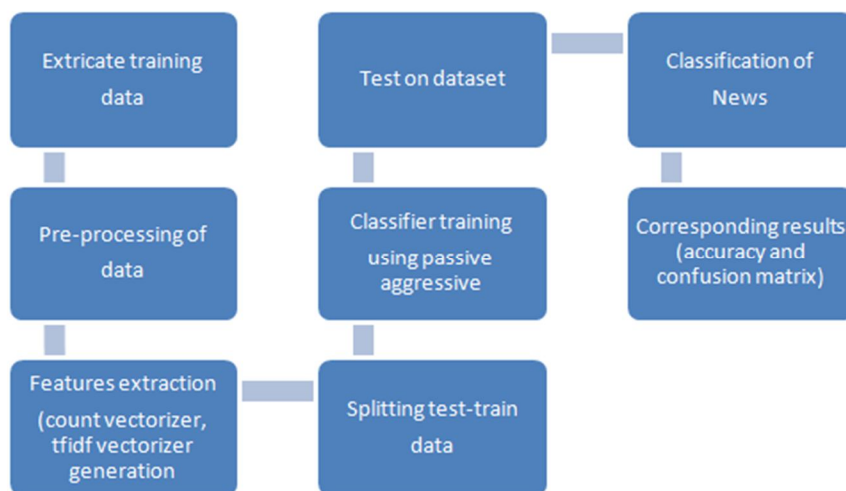 Extricate training
data
Pre-processing of
data
Features extraction
(count vectorizer,
tfidf vectorizer
generation
Splitting test-train
data
Classifier training
using passive
aggressive
Test on dataset
Classification of
News
Corresponding results
(accuracy and
confusion matrix)